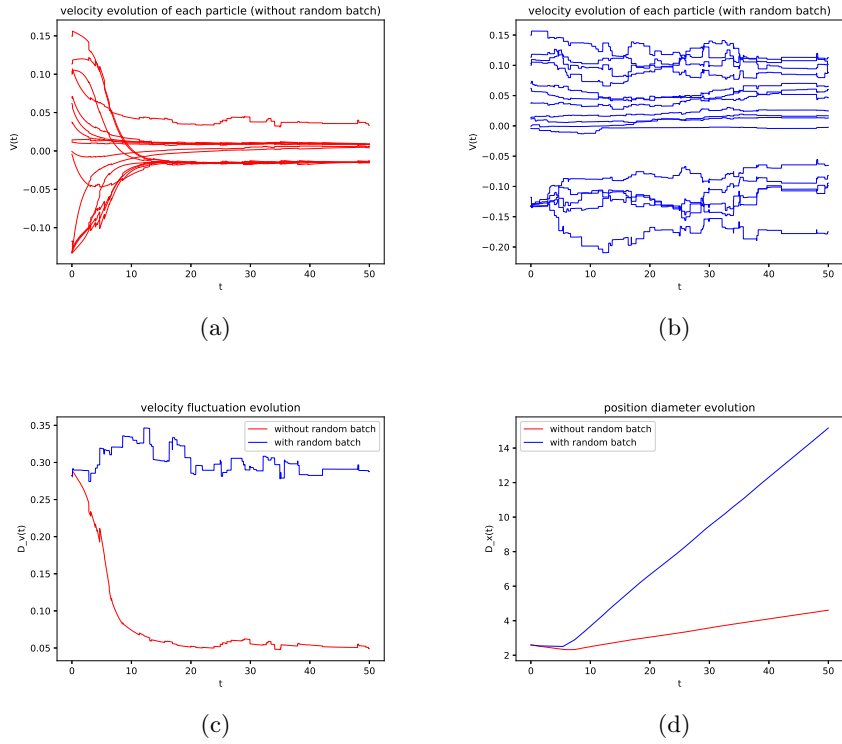 velocity evolution of each particle (without random batch)
0.15
0.10
0.05
0.00
−0.05
−0.10
V(t)
0
10
20
30
40
50
t
(a)
velocity evolution of each particle (with random batch)
0.15
0.10
0.05
0.00
−0.05
−0.10
−0.15
−0.20
V(t)
0
10
20
30
40
50
t
(b)
velocity fluctuation evolution
without random batch
with random batch
0.35
0.30
0.25
0.20
0.15
0.10
0.05
D_v(t)
0
10
20
30
40
50
t
(c)
position diameter evolution
without random batch
with random batch
14
12
10
8
6
4
2
D_x(t)
0
10
20
30
40
50
t
(d)